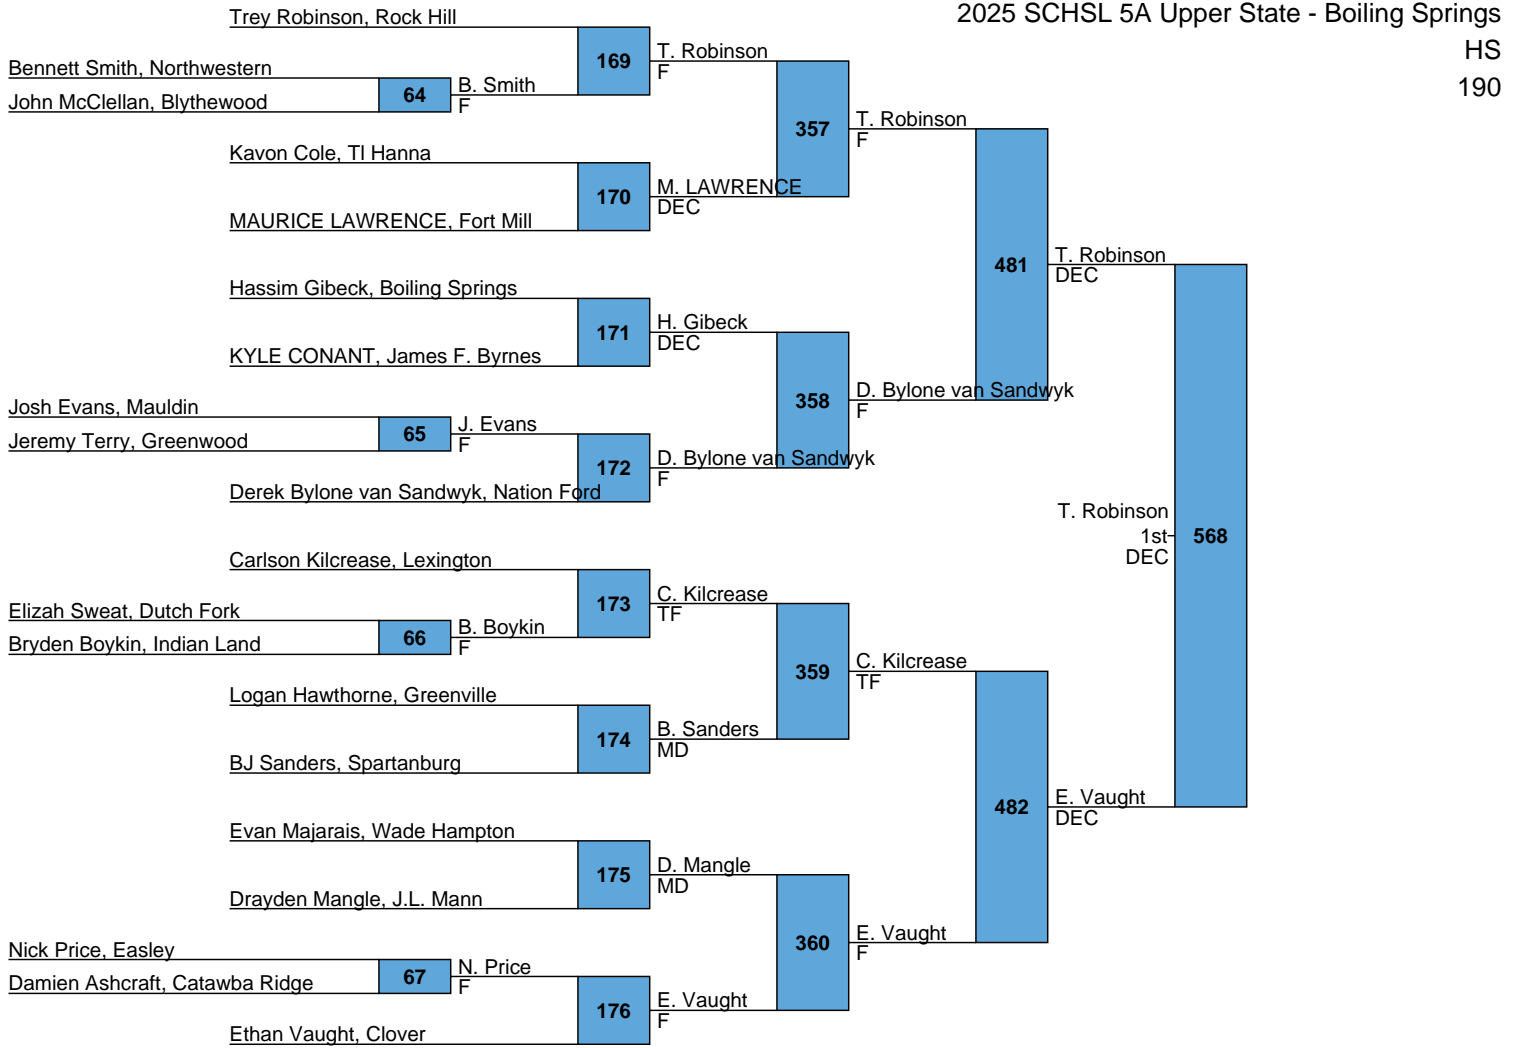 2025 SCHSL 5A Upper State - Boiling Springs
HS
190
Trey Robinson, Rock Hill
Bennett Smith, Northwestern
John McClellan, Blythewood
64
B. Smith
F
169
T. Robinson
F
Kavon Cole, Tl Hanna
MAURICE LAWRENCE, Fort Mill
170
M. LAWRENCE
DEC
357
T. Robinson
F
Hassim Gibeck, Boiling Springs
KYLE CONANT, James F. Byrnes
171
H. Gibeck
DEC
Josh Evans, Mauldin
Jeremy Terry, Greenwood
65
J. Evans
F
Derek Bylone van Sandwyk, Nation Ford
172
D. Bylone van Sandwyk
F
358
D. Bylone van Sandwyk
F
481
T. Robinson
DEC
Carlson Kilcrease, Lexington
Elizah Sweat, Dutch Fork
Bryden Boykin, Indian Land
66
B. Boykin
F
173
C. Kilcrease
TF
Logan Hawthorne, Greenville
BJ Sanders, Spartanburg
174
B. Sanders
MD
359
C. Kilcrease
TF
Evan Majarais, Wade Hampton
Drayden Mangle, J.L. Mann
175
D. Mangle
MD
Nick Price, Easley
Damien Ashcraft, Catawba Ridge
67
N. Price
F
Ethan Vaught, Clover
176
E. Vaught
F
360
E. Vaught
F
482
E. Vaught
DEC
568
T. Robinson
1st
DEC